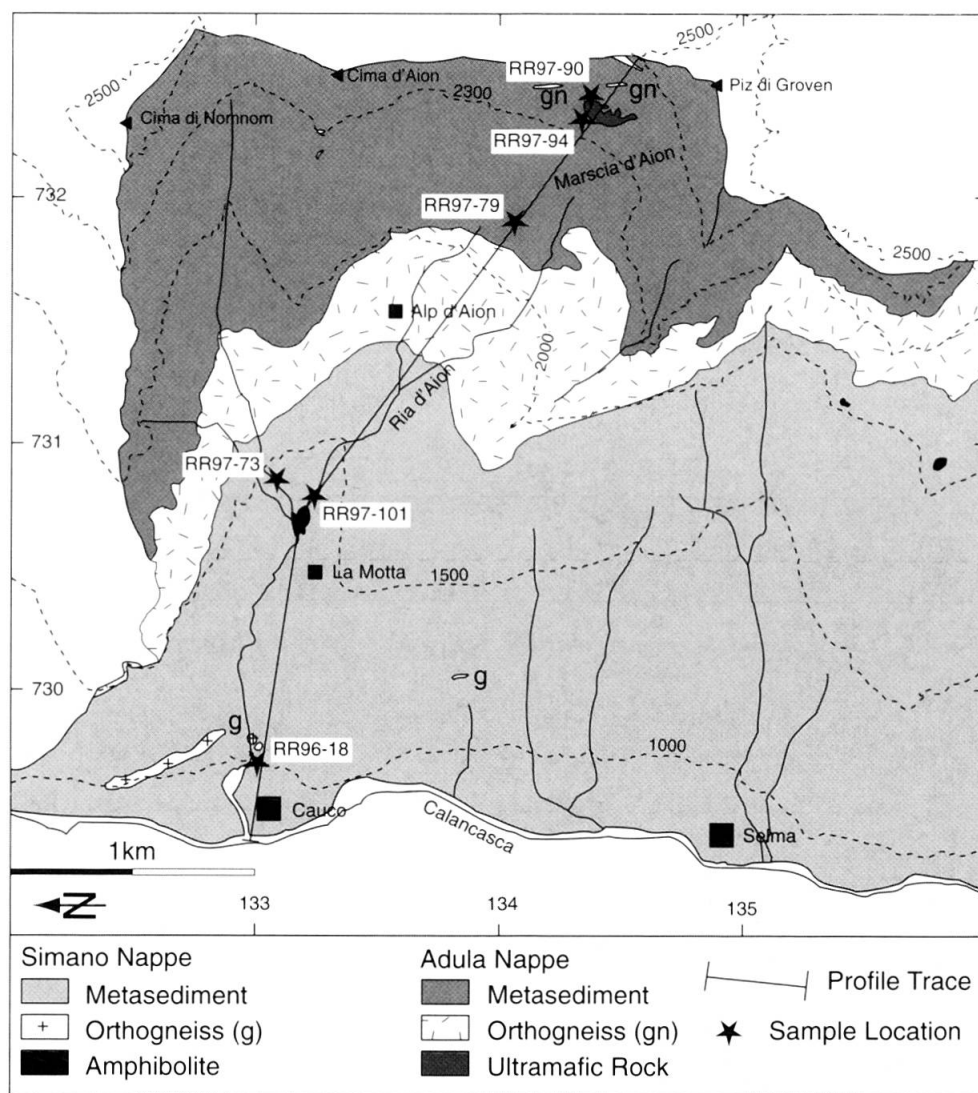 2500
RR97-90
Cima d'Aion
2500
2300
gn
gn
Piz di Groven
Cima di Nomnom
RR97-94
Marscia d'Aion
732
RR97-79
2500
Alp d'Aion
2000
Ria d'Aion
731
RR97-73
RR97-101
La Motta
1500
730
g
g
RR96-18
1000
Cauco
Calancasca
Selma
1km
N
133
134
135
Simano Nappe
Metasediment
Orthogneiss (g)
Amphibolite
Adula Nappe
Metasediment
Orthogneiss (gn)
Ultramafic Rock
Profile Trace
Sample Location